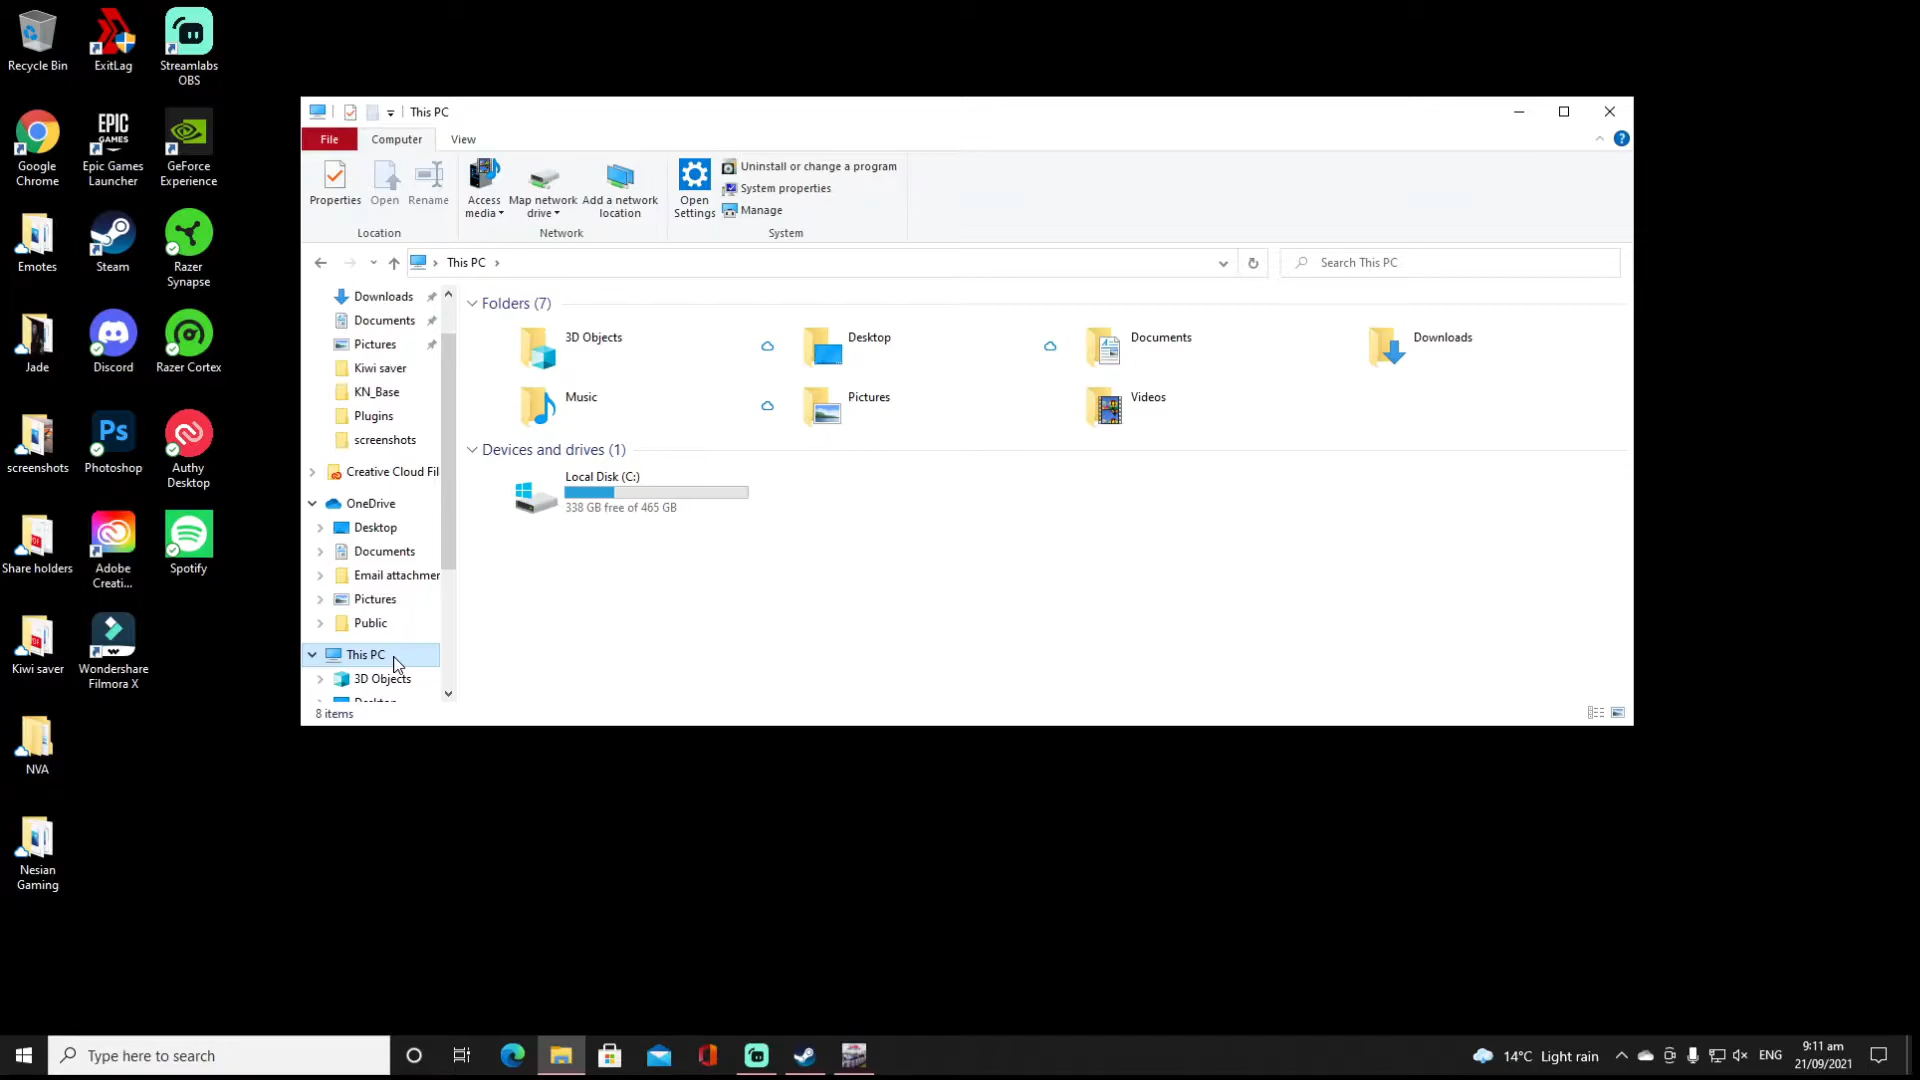 Recycle Bin
ExitLag
Streamlabs
OBS
Google
Chrome
EPIC
GAMES
Epic Games
Launcher
GeForce
Experience
Emotes
Steam
Razer
Synapse
Jade
Discord
Razer Cortex
screenshots
Ps
Photoshop
Authy
Desktop
Share holders
Adobe
Creati...
Spotify
Kiwi saver
Wondershare
Filmora X
NVA
Nesian
Gaming
This PC
File
Computer
View
Properties
Open
Rename
Location
Access
media
Map network
drive
Add a network
location
Network
Open
Settings
Uninstall or change a program
System properties
Manage
System
This PC
Search This PC
Downloads
Documents
Pictures
Kiwi saver
KN_Base
Plugins
screenshots
Creative Cloud Fil
OneDrive
Desktop
Documents
Email attachmer
Pictures
Public
This PC
3D Objects
Desktop
Folders (7)
3D Objects
Desktop
Documents
Downloads
Music
Pictures
Videos
Devices and drives (1)
Local Disk (C:)
338 GB free of 465 GB
8 items
Type here to search
14°C Light rain
ENG
9:11 am
21/09/2021